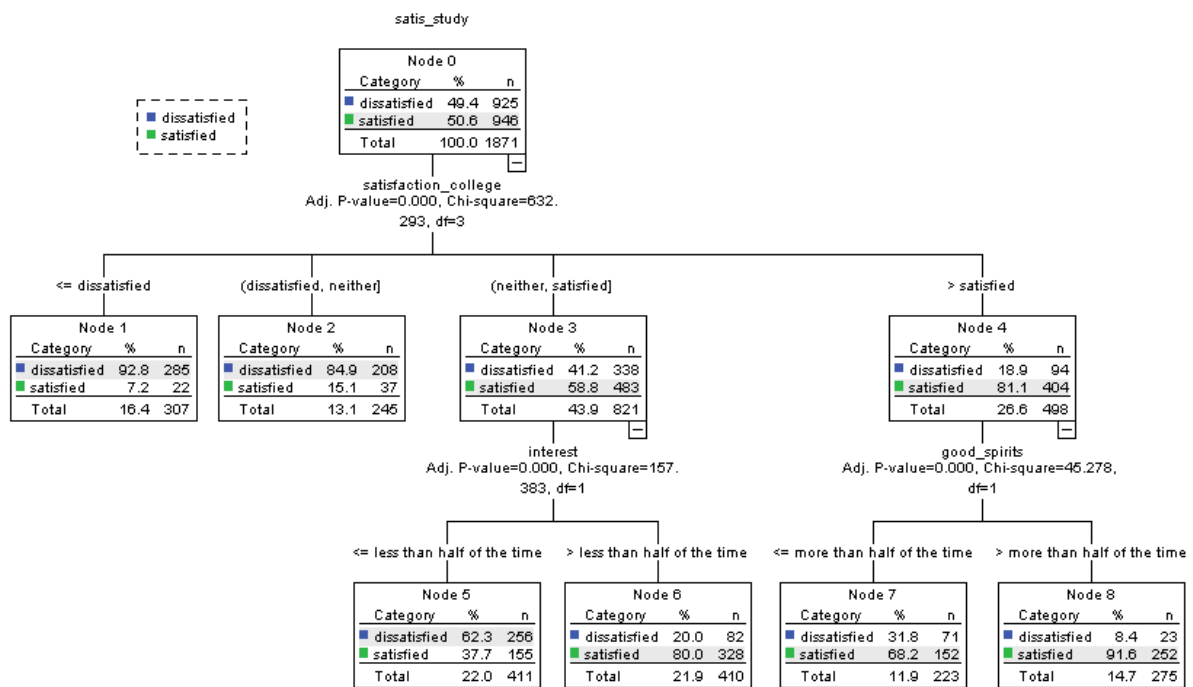 satis_study
Node 0
Category % n
dissatisfied 49.4 925
satisfied 50.6 946
Total 100.0 1871
dissatisfied
satisfied
satisfaction_college
Adj. P-value=0.000, Chi-square=632.
293, df=3
<= dissatisfied
(dissatisfied, neither]
(neither, satisfied]
> satisfied
Node 1
Category % n
dissatisfied 92.8 285
satisfied 7.2 22
Total 16.4 307
Node 2
Category % n
dissatisfied 84.9 208
satisfied 15.1 37
Total 13.1 245
Node 3
Category % n
dissatisfied 41.2 338
satisfied 58.8 483
Total 43.9 821
Node 4
Category % n
dissatisfied 18.9 94
satisfied 81.1 404
Total 26.6 498
interest
Adj. P-value=0.000, Chi-square=157.
383, df=1
good_spirits
Adj. P-value=0.000, Chi-square=45.278,
df=1
<= less than half of the time
> less than half of the time
<= more than half of the time
> more than half of the time
Node 5
Category % n
dissatisfied 62.3 256
satisfied 37.7 155
Total 22.0 411
Node 6
Category % n
dissatisfied 20.0 82
satisfied 80.0 328
Total 21.9 410
Node 7
Category % n
dissatisfied 31.8 71
satisfied 68.2 152
Total 11.9 223
Node 8
Category % n
dissatisfied 8.4 23
satisfied 91.6 252
Total 14.7 275